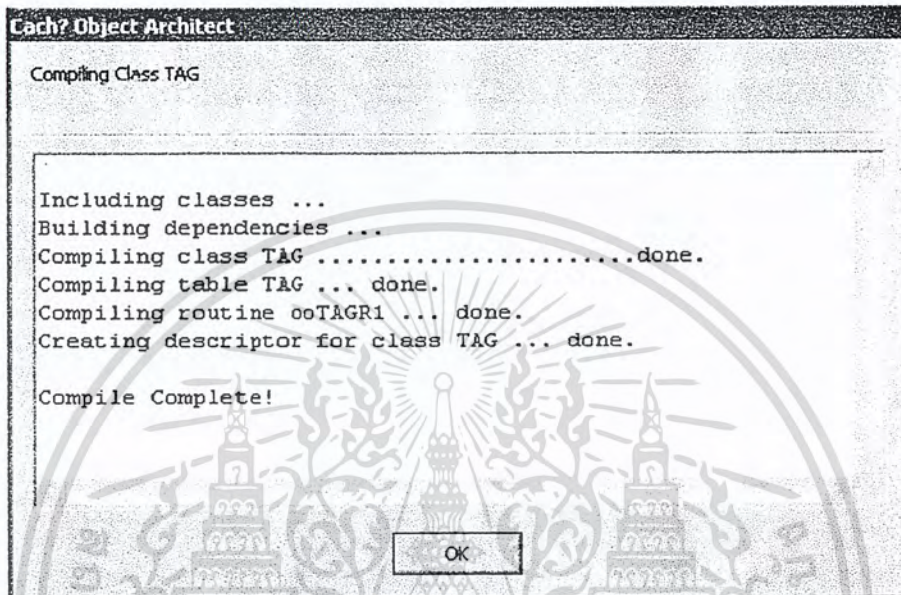 Cach? Object Architect
Compiling Class TAG
Including classes ...
Building dependencies ...
Compiling class TAG .......................done.
Compiling table TAG ... done.
Compiling routine ooTAGR1 ... done.
Creating descriptor for class TAG ... done.
Compile Complete!
OK